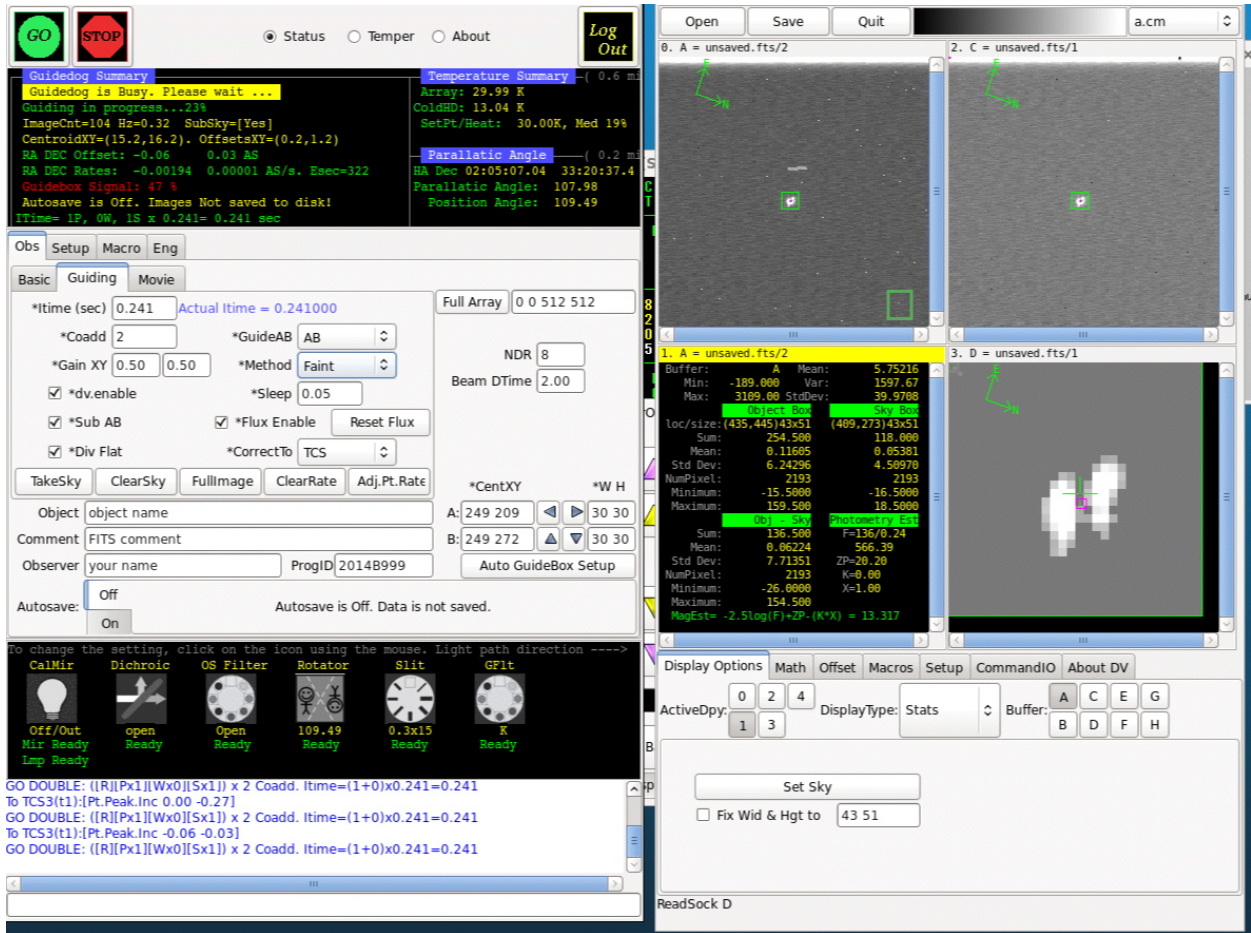 GO
STOP
Status
Temper
About
Log
Out
Guidedog Summary
Guidedog is Busy. Please wait ...
Guiding in progress...23%
ImageCnt=104 Hz=0.32 SubSky=[Yes]
CentroidXY=(15.2,16.2). OffsetsXY=(0.2,1.2)
RA DEC Offset: -0.06 0.03 AS
RA DEC Rates: -0.00194 0.00001 AS/s. Esec=322
Guidebox Signal: 47 %
Autosave is Off. Images Not saved to disk!
ITime= 1P, 0W, 1S x 0.241= 0.241 sec
Temperature Summary ( 0.6 mi
Array: 29.99 K
ColdHD: 13.04 K
SetPt/Heat: 30.00K, Med 19%
Parallatic Angle ( 0.2 mi
HA Dec 02:05:07.04 33:20:37.4
Parallatic Angle: 107.98
Position Angle: 109.49
Obs Setup Macro Eng
Basic Guiding Movie
*Itime (sec) 0.241 Actual Itime = 0.241000
*Coadd 2 *GuideAB AB
*Gain XY 0.50 0.50 *Method Faint
*dv.enable *Sleep 0.05
*Sub AB *Flux Enable Reset Flux
*Div Flat *CorrectTo TCS
TakeSky ClearSky FullImage ClearRate Adj.Pt.Rate
Object object name
Comment FITS comment
Observer your name ProgID 2014B999
Full Array 0 0 512 512
NDR 8
Beam DTime 2.00
*CentXY *W H
A: 249 209 30 30
B: 249 272 30 30
Auto GuideBox Setup
Autosave: Off
On
Autosave is Off. Data is not saved.
To change the setting, click on the icon using the mouse. Light path direction ---->
CalMir Dichroic OS Filter Rotator Slit GFlt
Off/Out open Open 109.49 0.3x15 K
Mir Ready Ready Ready Ready Ready Ready
Lmp Ready
GO DOUBLE: ([R][Px1][Wx0][Sx1]) x 2 Coadd. Itime=(1+0)x0.241=0.241
To TCS3(t1):[Pt.Peak.Inc 0.00 -0.27]
GO DOUBLE: ([R][Px1][Wx0][Sx1]) x 2 Coadd. Itime=(1+0)x0.241=0.241
To TCS3(t1):[Pt.Peak.Inc -0.06 -0.03]
GO DOUBLE: ([R][Px1][Wx0][Sx1]) x 2 Coadd. Itime=(1+0)x0.241=0.241
Open Save Quit a.cm
0. A = unsaved.fts/2
E
N
2. C = unsaved.fts/1
E
N
1. A = unsaved.fts/2
Buffer: A Mean: 5.75216
Min: -189.000 Var: 1597.67
Max: 3109.00 StdDev: 39.9708
Object Box Sky Box
loc/size:(435,445)43x51 (409,273)43x51
Sum: 254.500 118.000
Mean: 0.11605 0.05381
Std Dev: 6.24296 4.50970
NumPixel: 2193 2193
Minimum: -15.5000 -16.5000
Maximum: 159.500 18.5000
Obj - Sky Photometry Est
Sum: 136.500 F=136/0.24
Mean: 0.06224 566.39
Std Dev: 7.71351 ZP=20.20
NumPixel: 2193 K=0.00
Minimum: -26.0000 X=1.00
Maximum: 154.500
MagEst= -2.5log(F)+ZP-(K*X) = 13.317
3. D = unsaved.fts/1
E
N
Display Options Math Offset Macros Setup CommandIO About DV
ActiveDpy: 0 2 4
1 3
DisplayType: Stats
Buffer: A C E G
B D F H
Set Sky
Fix Wid & Hgt to 43 51
ReadSock D